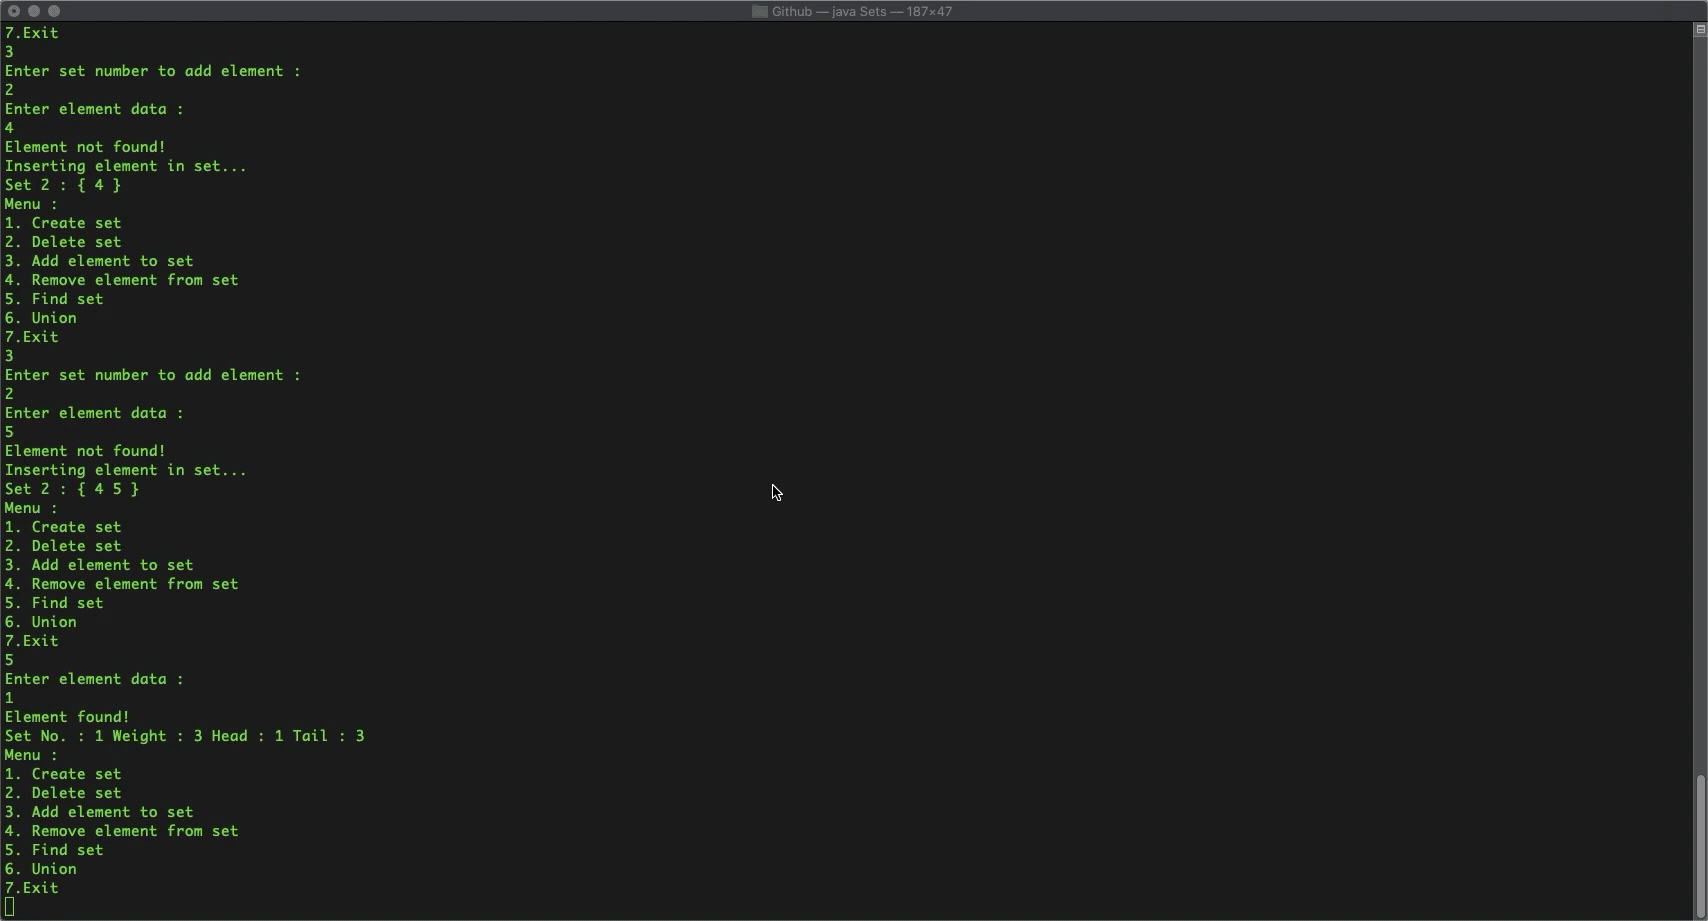 Github — java Sets — 187×47
7.Exit
3
Enter set number to add element :
2
Enter element data :
4
Element not found!
Inserting element in set...
Set 2 : { 4 }
Menu :
1. Create set
2. Delete set
3. Add element to set
4. Remove element from set
5. Find set
6. Union
7.Exit
3
Enter set number to add element :
2
Enter element data :
5
Element not found!
Inserting element in set...
Set 2 : { 4 5 }
Menu :
1. Create set
2. Delete set
3. Add element to set
4. Remove element from set
5. Find set
6. Union
7.Exit
5
Enter element data :
1
Element found!
Set No. : 1 Weight : 3 Head : 1 Tail : 3
Menu :
1. Create set
2. Delete set
3. Add element to set
4. Remove element from set
5. Find set
6. Union
7.Exit